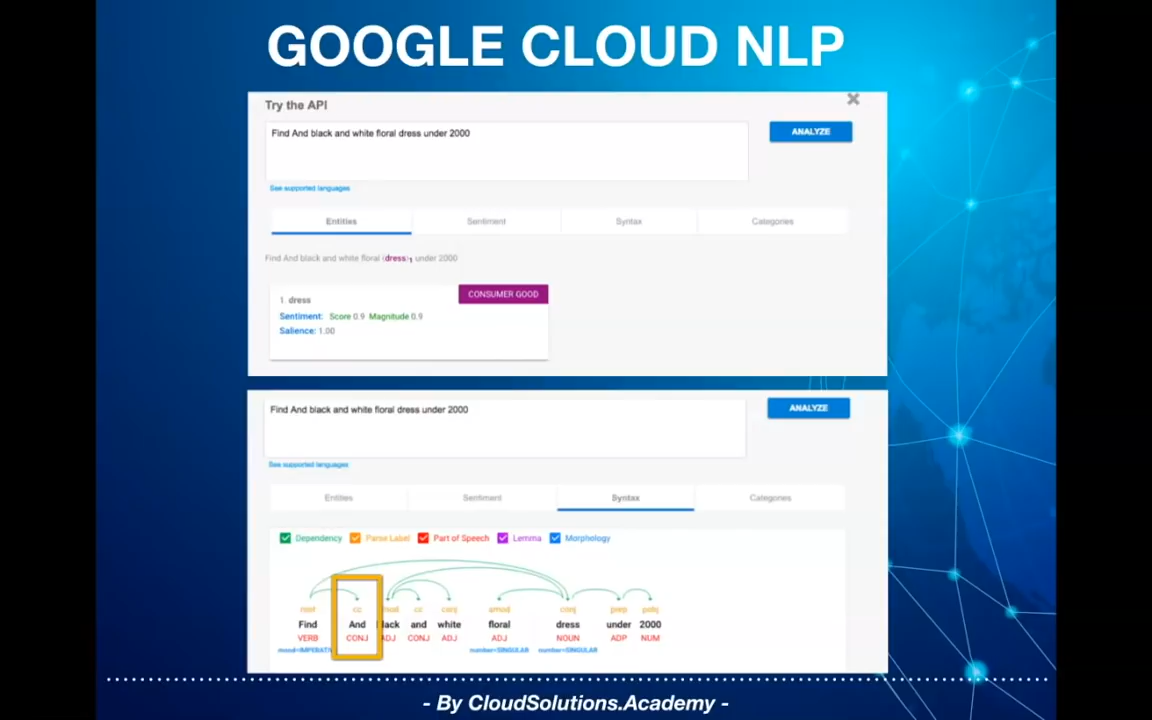 GOOGLE CLOUD NLP
Try the API
Find And black and white floral dress under 2000
ANALYZE
See supported languages
Entities Sentiment Syntax Categories
Find And black and white floral (dress)1 under 2000
1. dress CONSUMER GOOD
Sentiment: Score 0.9 Magnitude 0.9
Salience: 1.00
Find And black and white floral dress under 2000
ANALYZE
See supported languages
Entities Sentiment Syntax Categories
Dependency Parse Label Part of Speech Lemma Morphology
root cc cc conj amod conj prep pobj
Find And lack and white floral dress under 2000
VERB CONJ ADJ CONJ ADJ ADJ NOUN ADP NUM
number=SINGULAR number=SINGULAR
- By CloudSolutions.Academy -